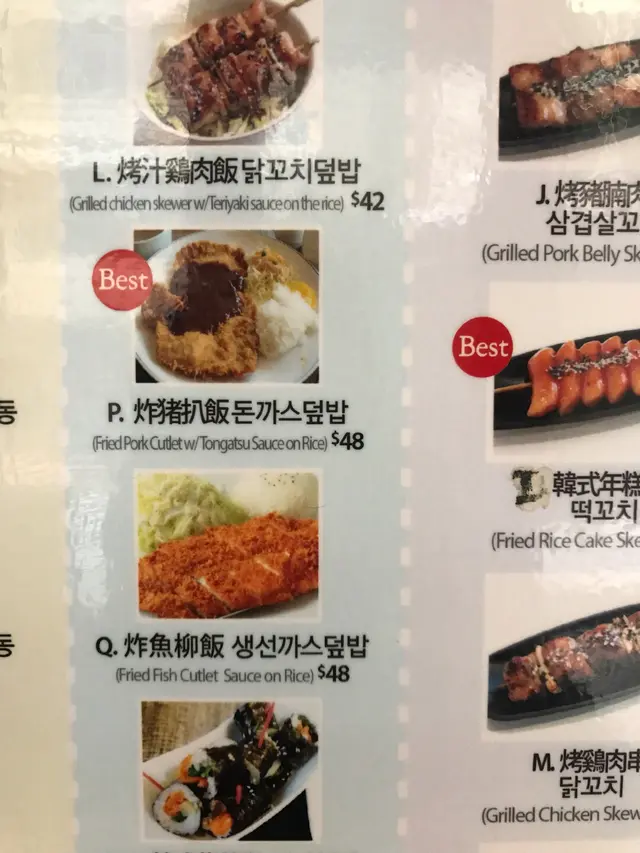 동
동
L. 烤汁鷄肉飯 닭꼬치덮밥
(Grilled chicken skewer w/Teriyaki sauce on the rice) $42
Best
P. 炸猪扒飯 돈까스덮밥
(Fried Pork Cutlet w/Tongatsu Sauce on Rice) $48
Q. 炸魚柳飯 생선까스덮밥
(Fried Fish Cutlet Sauce on Rice) $48
J. 烤豬腩肉
삼겹살꼬
(Grilled Pork Belly Sk
Best
韓式年糕
떡꼬치
(Fried Rice Cake Ske
M. 烤鷄肉串
닭꼬치
(Grilled Chicken Skew